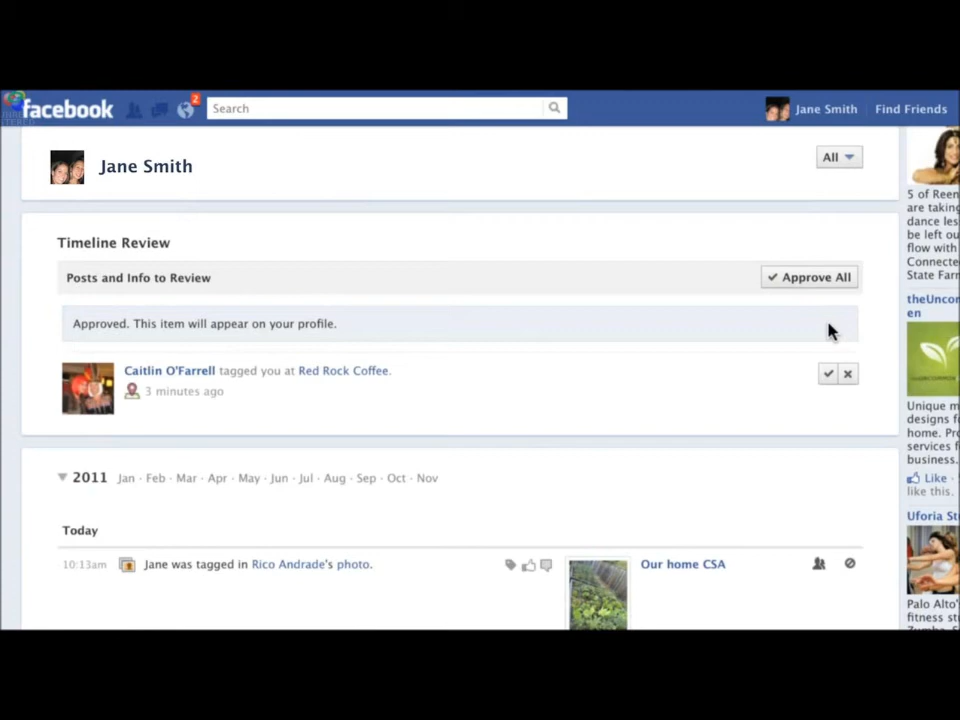 facebook
2
Search
Jane Smith
Find Friends
Jane Smith
All
Timeline Review
Posts and Info to Review
Approve All
Approved. This item will appear on your profile.
Caitlin O'Farrell tagged you at Red Rock Coffee.
3 minutes ago
2011 Jan · Feb · Mar · Apr · May · Jun · Jul · Aug · Sep · Oct · Nov
Today
10:13am Jane was tagged in Rico Andrade's photo.
Our home CSA
5 of Reen
are taking
dance les
be left ou
flow with
Connecte
State Farm
theUncom
en
Unique m
designs f
home. Pro
services f
business.
Like ·
like this.
Uforia St
Palo Alto'
fitness st